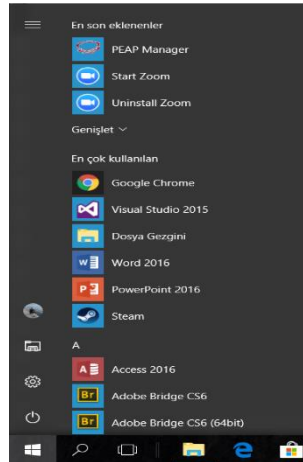 En son eklenenler
PEAP Manager
Start Zoom
Uninstall Zoom
Genişlet
En çok kullanılan
Google Chrome
Visual Studio 2015
Dosya Gezgini
Word 2016
PowerPoint 2016
Steam
A
Access 2016
Adobe Bridge CS6
Adobe Bridge CS6 (64bit)